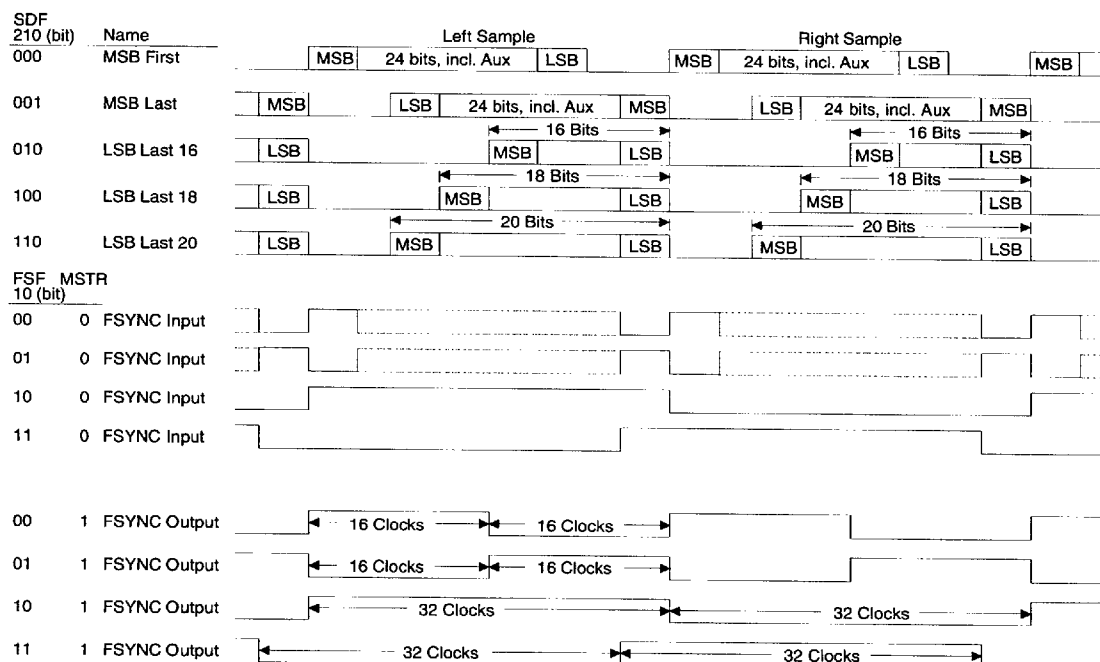 SDF
210 (bit) Name Left Sample Right Sample
000 MSB First MSB 24 bits, incl. Aux LSB MSB 24 bits, incl. Aux LSB MSB
001 MSB Last MSB LSB 24 bits, incl. Aux MSB LSB 24 bits, incl. Aux MSB
16 Bits 16 Bits
010 LSB Last 16 LSB MSB LSB MSB LSB
18 Bits 18 Bits
100 LSB Last 18 LSB MSB LSB MSB LSB
20 Bits 20 Bits
110 LSB Last 20 LSB MSB LSB MSB LSB
FSF MSTR
10 (bit)
00 0 FSYNC Input
01 0 FSYNC Input
10 0 FSYNC Input
11 0 FSYNC Input
00 1 FSYNC Output 16 Clocks 16 Clocks
01 1 FSYNC Output 16 Clocks 16 Clocks
10 1 FSYNC Output 32 Clocks 32 Clocks
11 1 FSYNC Output 32 Clocks 32 Clocks